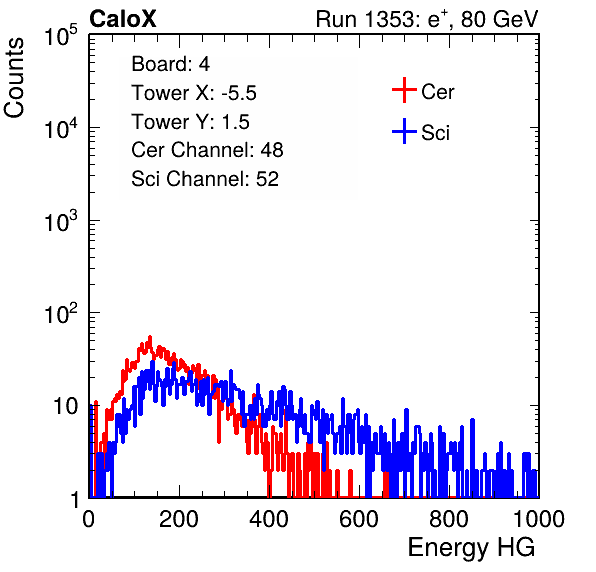 CaloX Run 1353: e⁺, 80 GeV
Counts
10⁵
10⁴
10³
10²
10
1
Board: 4
Tower X: -5.5
Tower Y: 1.5
Cer Channel: 48
Sci Channel: 52
Cer
Sci
0 200 400 600 800 1000
Energy HG